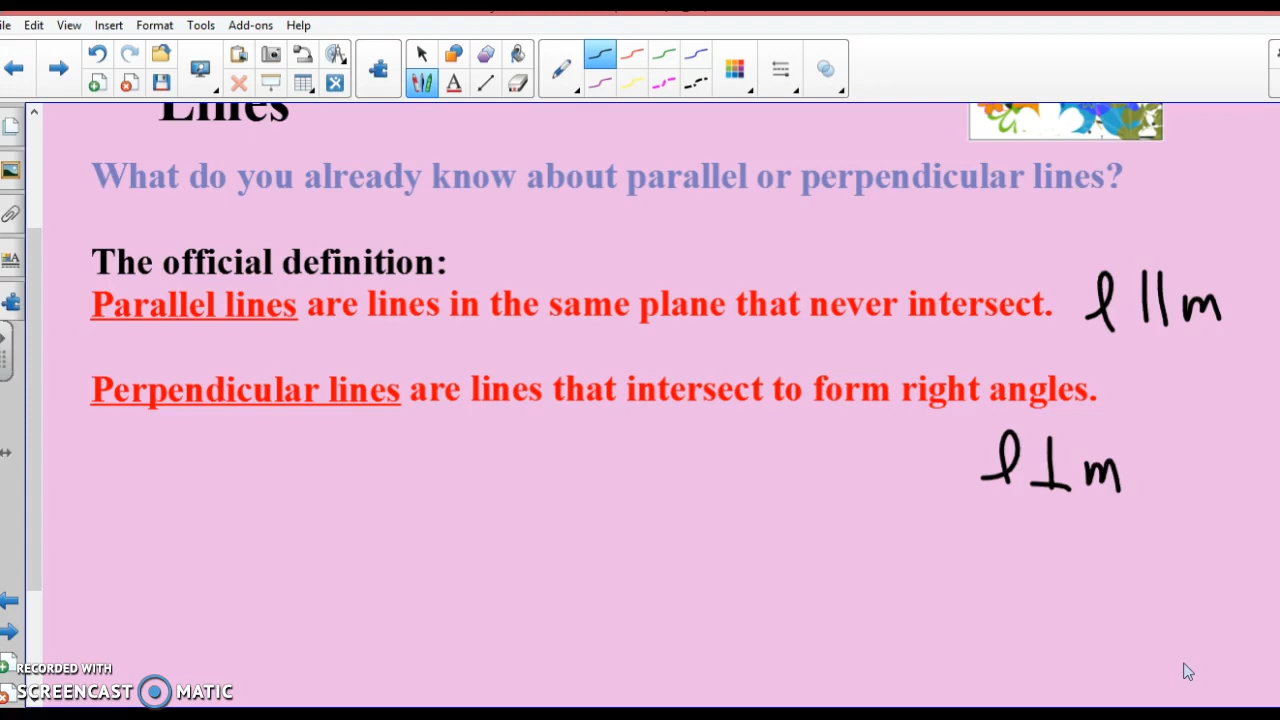 ile Edit View Insert Format Tools Add-ons Help
Lines
What do you already know about parallel or perpendicular lines?
The official definition:
Parallel lines are lines in the same plane that never intersect. ℓ || m
Perpendicular lines are lines that intersect to form right angles.
ℓ ⊥ m
RECORDED WITH
SCREENCAST MATIC